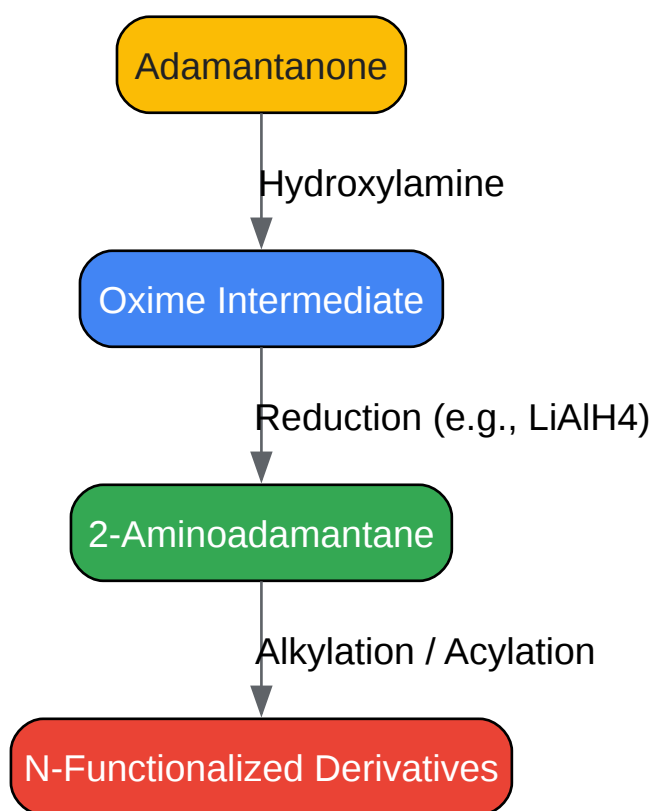 Adamantanone
Hydroxylamine
Oxime Intermediate
Reduction (e.g., LiAlH4)
2-Aminoadamantane
Alkylation / Acylation
N-Functionalized Derivatives